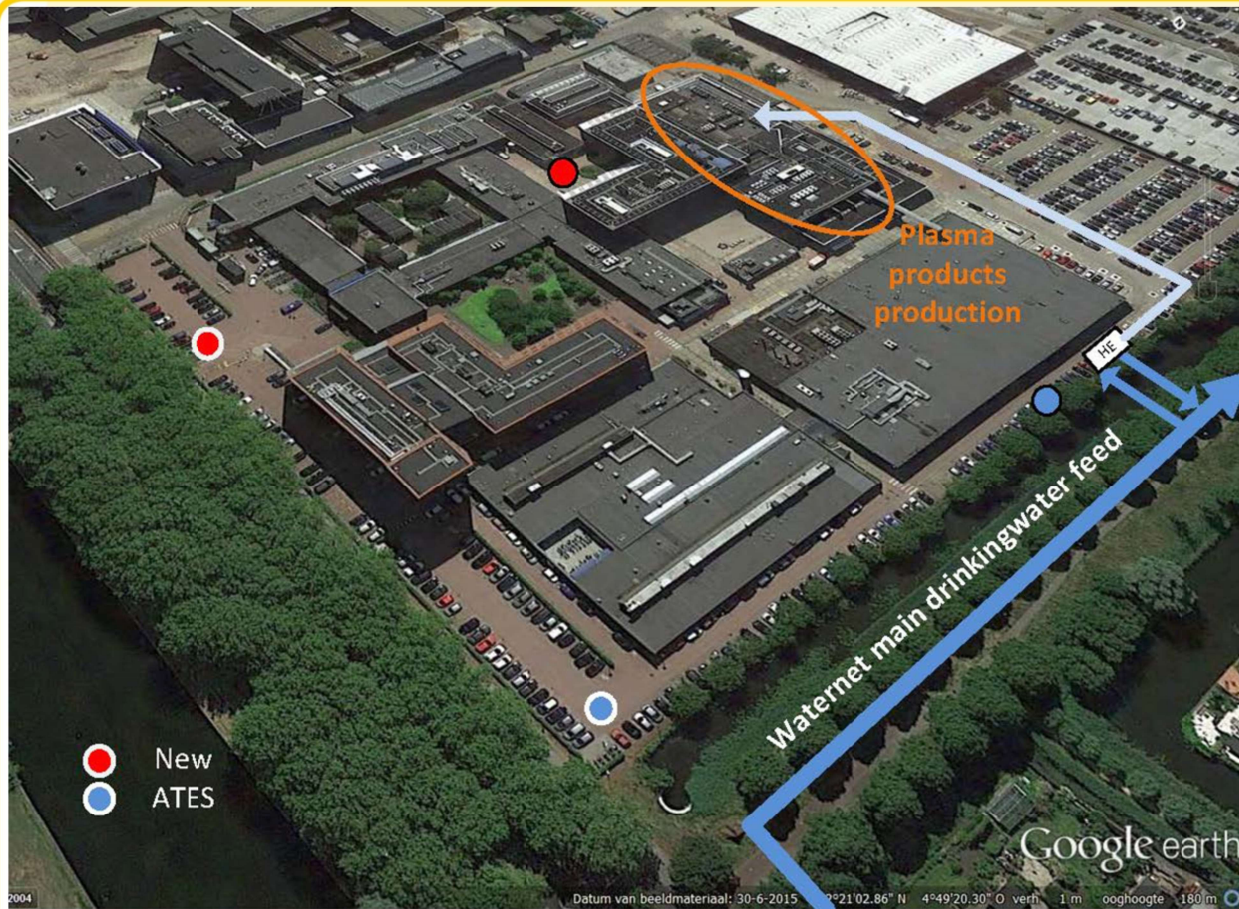 Plasma
products
production
HE
Waternet main drinkingwater feed
New
ATES
Google earth
2004
Datum van beeldmateriaal: 30-6-2015 21'02.86" N 4°49'20.30" O verh 1 m ooghoogte 180 m